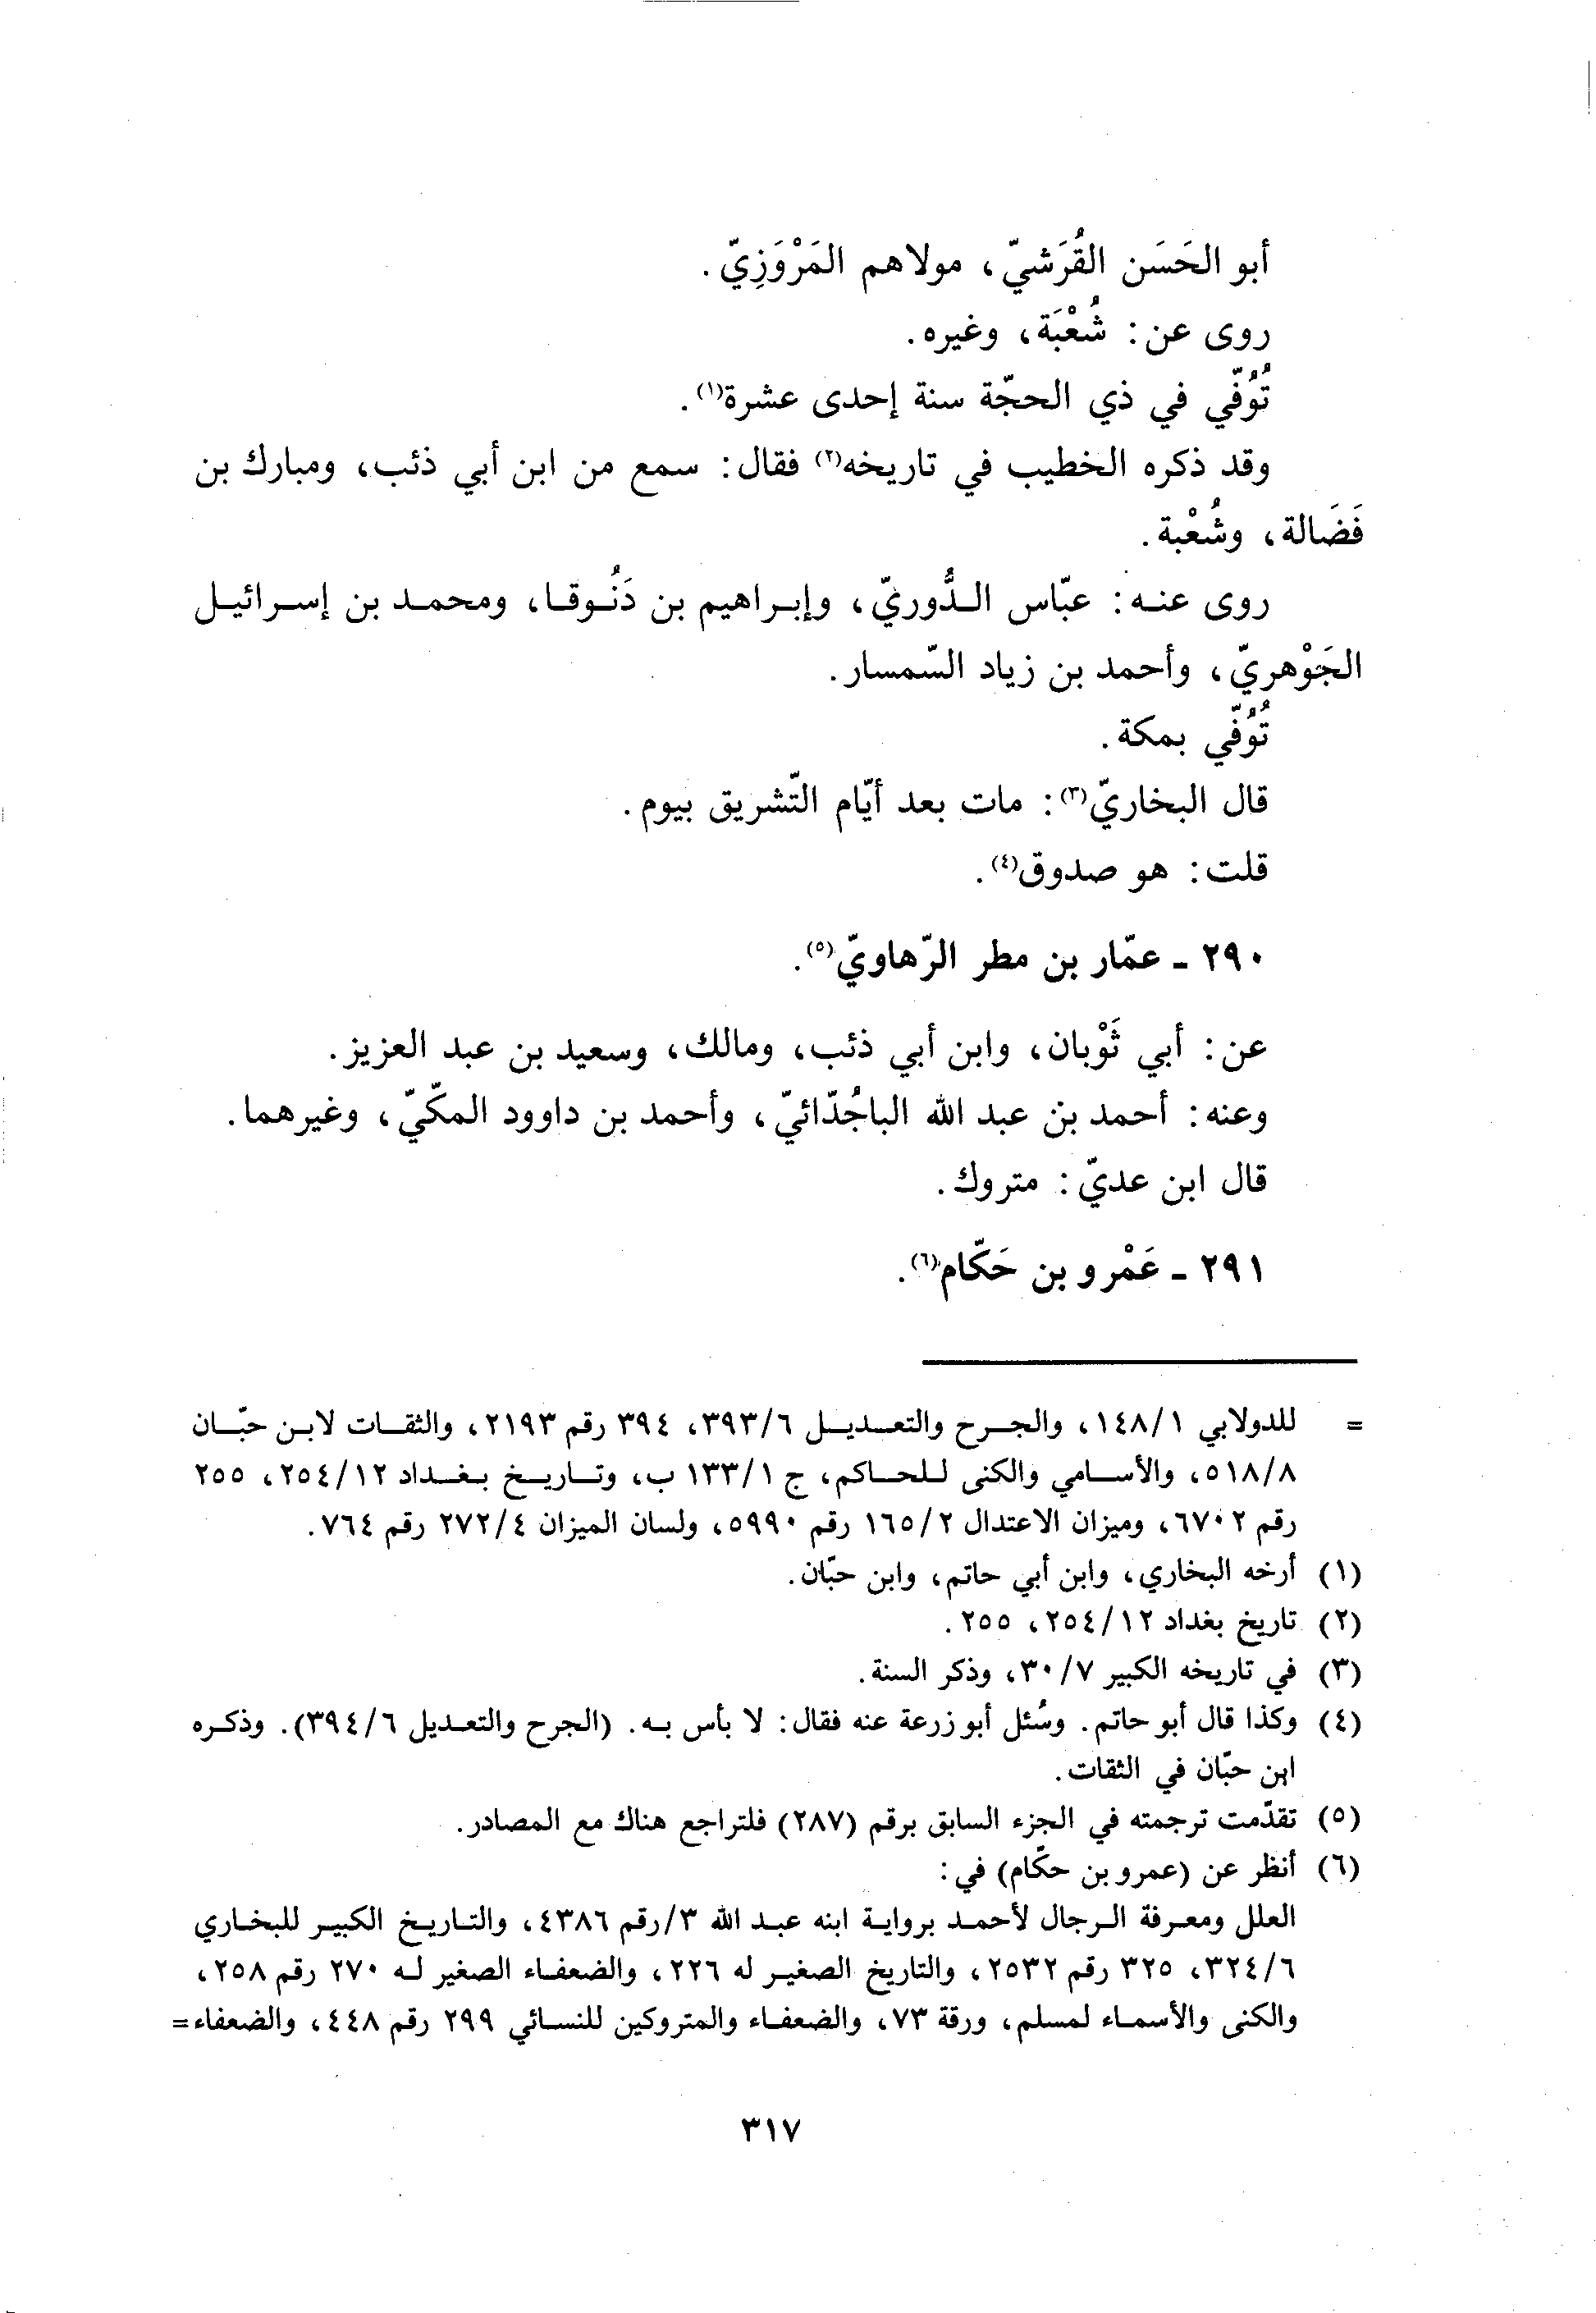 أبو الحَسَن القُرَشيّ، مولاهم المَرْوَزِيّ.
روى عن: شُعْبَة، وغيره.
تُوُفّي في ذي الحجّة سنة إحدى عشرة(١).
وقد ذكره الخطيب في تاريخه(٢) فقال: سمع من ابن أبي ذئب، ومبارك بن
فَضَالة، وشُعْبة.
روى عنه: عبّاس الدُّوريّ، وإبراهيم بن دَنُوقا، ومحمد بن إسرائيل
الجَوْهريّ، وأحمد بن زياد السّمسار.
تُوُفّي بمكة.
قال البخاريّ(٣): مات بعد أيّام التّشريق بيوم.
قلت: هو صدوق(٤).
٢٩٠ - عمّار بن مطر الرّهاويّ(٥).
عن: أبي ثَوْبان، وابن أبي ذئب، ومالك، وسعيد بن عبد العزيز.
وعنه: أحمد بن عبد الله الباجُدّائيّ، وأحمد بن داوود المكّيّ، وغيرهما.
قال ابن عديّ: متروك.
٢٩١ - عَمْرو بن حَكّام(٦).
= للدولابي ١٤٨/١، والجرح والتعديل ٣٩٣/٦، ٣٩٤ رقم ٢١٩٣، والثقات لابن حبّان
٥١٨/٨، والأسامي والكنى للحاكم، ج ١٣٣/١ ب، وتاريخ بغداد ٢٥٤/١٢، ٢٥٥
رقم ٦٧٠٢، وميزان الاعتدال ١٦٥/٢ رقم ٥٩٩٠، ولسان الميزان ٢٧٢/٤ رقم ٧٦٤.
(١) أرخه البخاري، وابن أبي حاتم، وابن حبّان.
(٢) تاريخ بغداد ٢٥٤/١٢، ٢٥٥.
(٣) في تاريخه الكبير ٣٠/٧، وذكر السنة.
(٤) وكذا قال أبو حاتم. وسُئل أبو زرعة عنه فقال: لا بأس به. (الجرح والتعديل ٣٩٤/٦). وذكره
ابن حبّان في الثقات.
(٥) تقدّمت ترجمته في الجزء السابق برقم (٢٨٧) فلتراجع هناك مع المصادر.
(٦) أنظر عن (عمرو بن حكّام) في:
العلل ومعرفة الرجال لأحمد برواية ابنه عبد الله ٣/رقم ٤٣٨٦، والتاريخ الكبير للبخاري
٣٢٤/٦، ٣٢٥ رقم ٢٥٣٢، والتاريخ الصغير له ٢٢٦، والضعفاء الصغير له ٢٧٠ رقم ٢٥٨،
والكنى والأسماء لمسلم، ورقة ٧٣، والضعفاء والمتروكين للنسائي ٢٩٩ رقم ٤٤٨، والضعفاء=
٣١٧